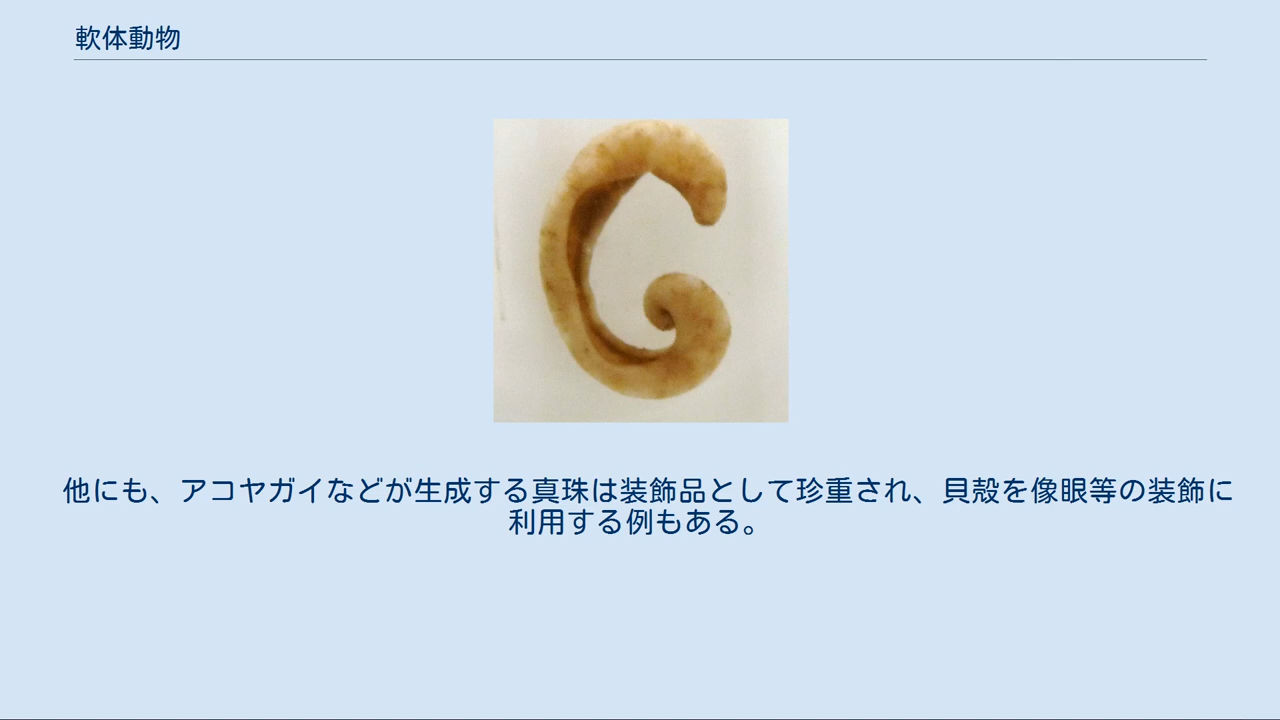 軟体動物
他にも、アコヤガイなどが生成する真珠は装飾品として珍重され、貝殻を像眼等の装飾に
利用する例もある。